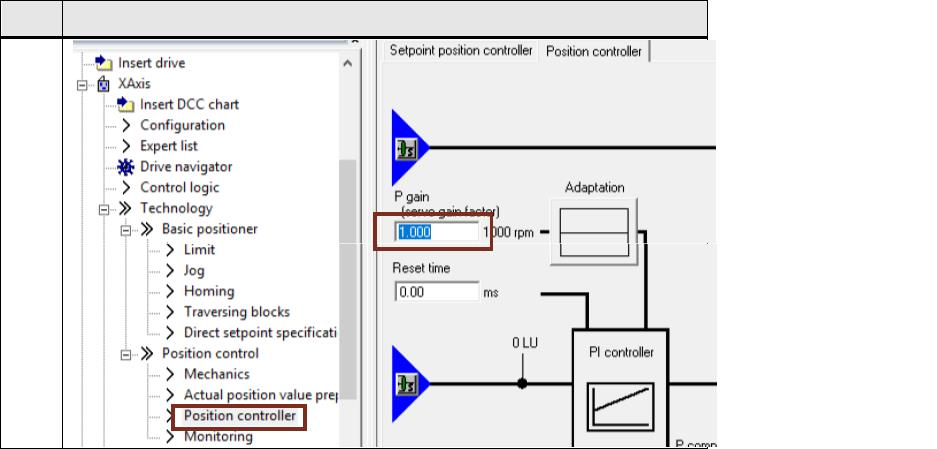 Insert drive
XAxis
Insert DCC chart
Configuration
Expert list
Drive navigator
Control logic
Technology
Basic positioner
Limit
Jog
Homing
Traversing blocks
Direct setpoint specificati
Position control
Mechanics
Actual position value prep
Position controller
Monitoring
Setpoint position controller
Position controller
P gain
(servo gain factor)
1.000 1000 rpm
Adaptation
Reset time
0.00 ms
0 LU
PI controller
P comp